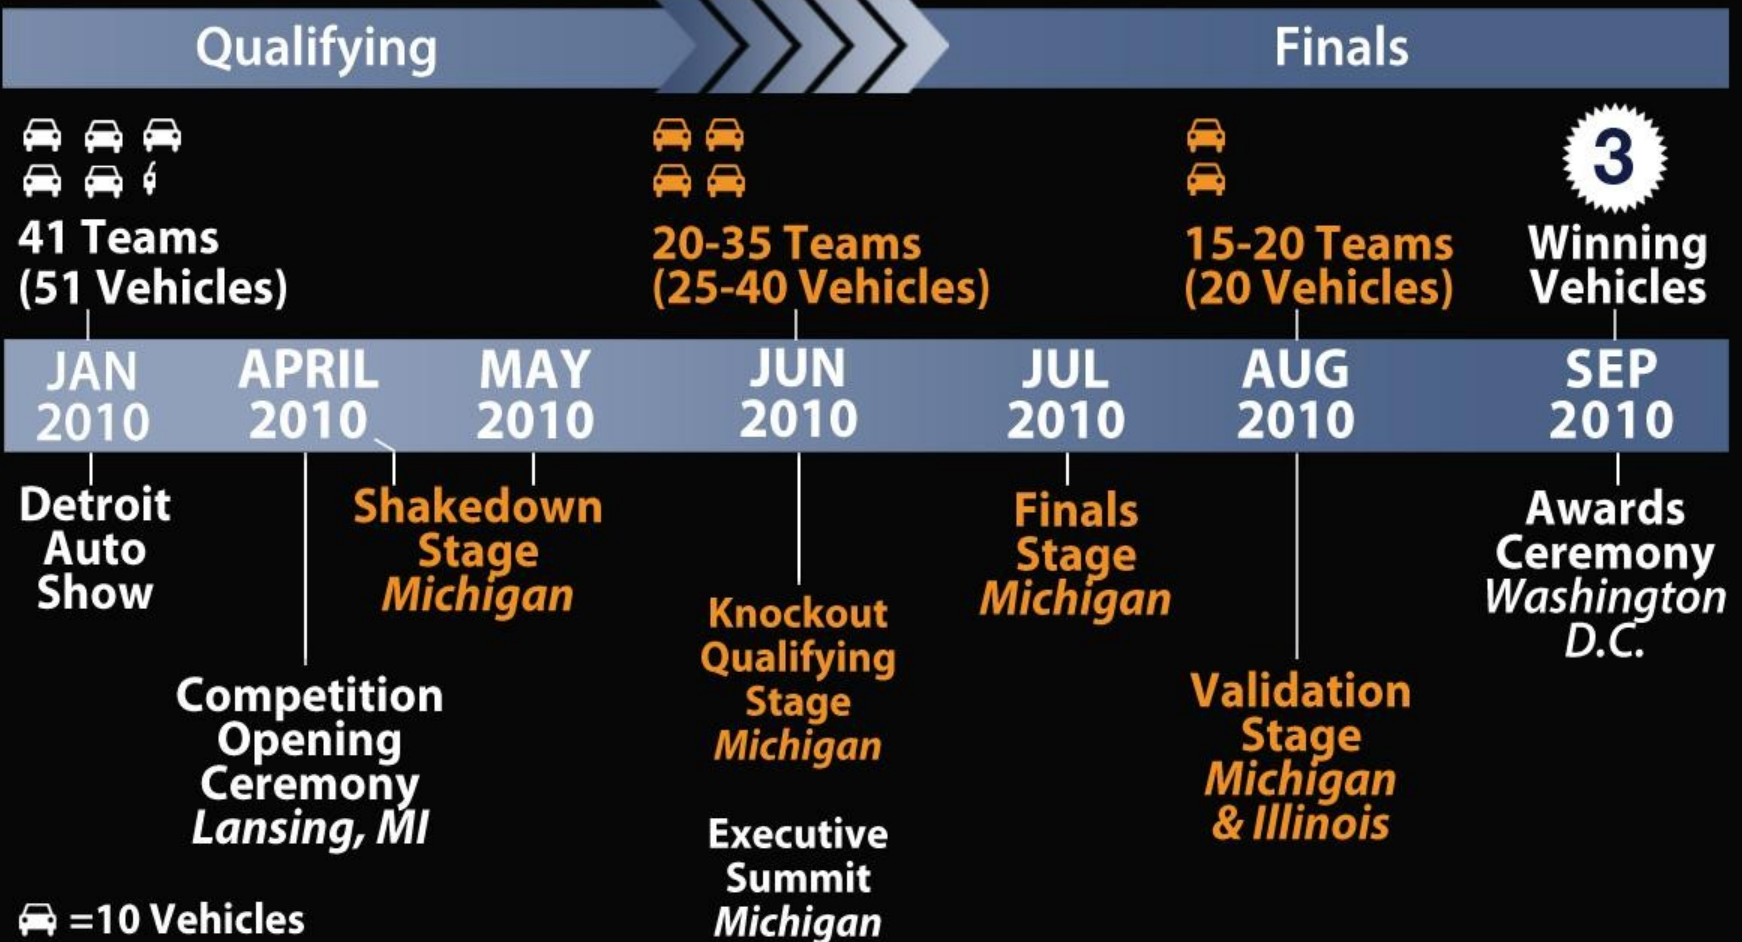 Qualifying
Finals
41 Teams
(51 Vehicles)
20-35 Teams
(25-40 Vehicles)
15-20 Teams
(20 Vehicles)
3
Winning
Vehicles
JAN
2010
APRIL
2010
MAY
2010
JUN
2010
JUL
2010
AUG
2010
SEP
2010
Detroit
Auto
Show
Competition
Opening
Ceremony
Lansing, MI
Shakedown
Stage
Michigan
Knockout
Qualifying
Stage
Michigan
Executive
Summit
Michigan
Finals
Stage
Michigan
Validation
Stage
Michigan
& Illinois
Awards
Ceremony
Washington
D.C.
=10 Vehicles